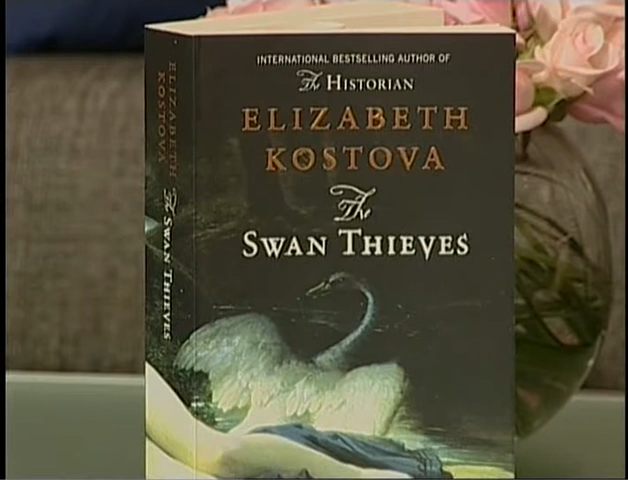 INTERNATIONAL BESTSELLING AUTHOR OF
The HISTORIAN
ELIZABETH
KOSTOVA
The
SWAN THIEVES
ELIZABETH
KOSTOVA
The SWAN THIEVES